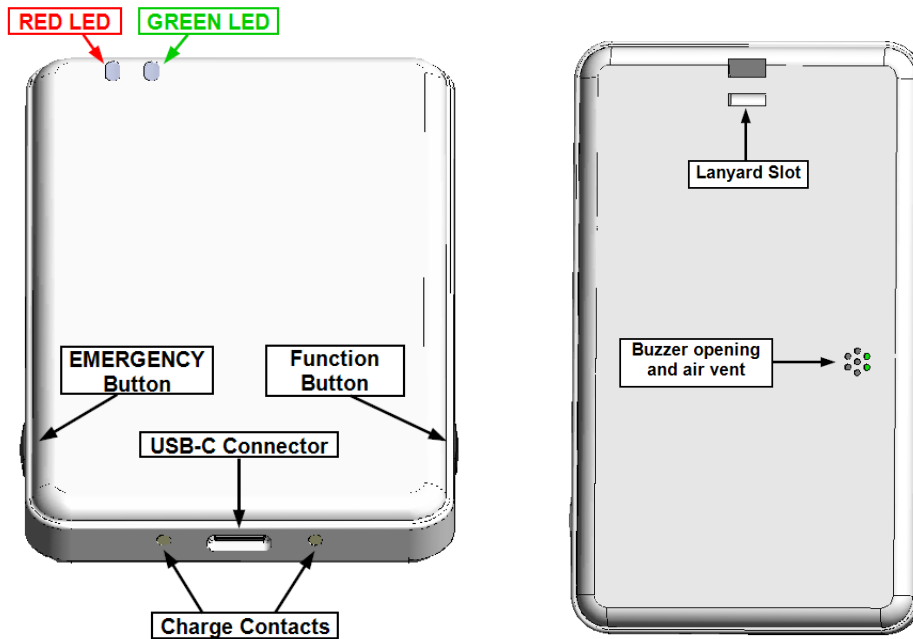 RED LED
GREEN LED
Lanyard Slot
EMERGENCY
Button
Function
Button
Buzzer opening
and air vent
USB-C Connector
Charge Contacts